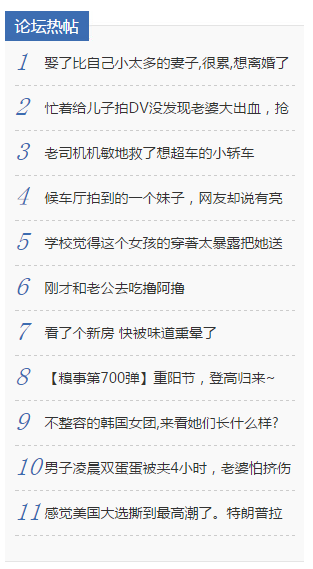 论坛热帖
1 娶了比自己小太多的妻子,很累,想离婚了
2 忙着给儿子拍DV没发现老婆大出血，抢
3 老司机机敏地救了想超车的小轿车
4 候车厅拍到的一个妹子，网友却说有亮
5 学校觉得这个女孩的穿著太暴露把她送
6 刚才和老公去吃撸阿撸
7 看了个新房 快被味道熏晕了
8 【糗事第700弹】重阳节，登高归来~
9 不整容的韩国女团,来看她们长什么样?
10 男子凌晨双蛋蛋被夹4小时，老婆怕挤伤
11 感觉美国大选撕到最高潮了。特朗普拉